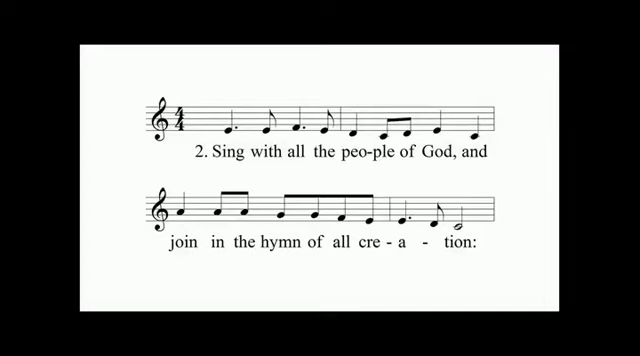 2. Sing with all the peo-ple of God, and
join in the hymn of all cre - a - tion: